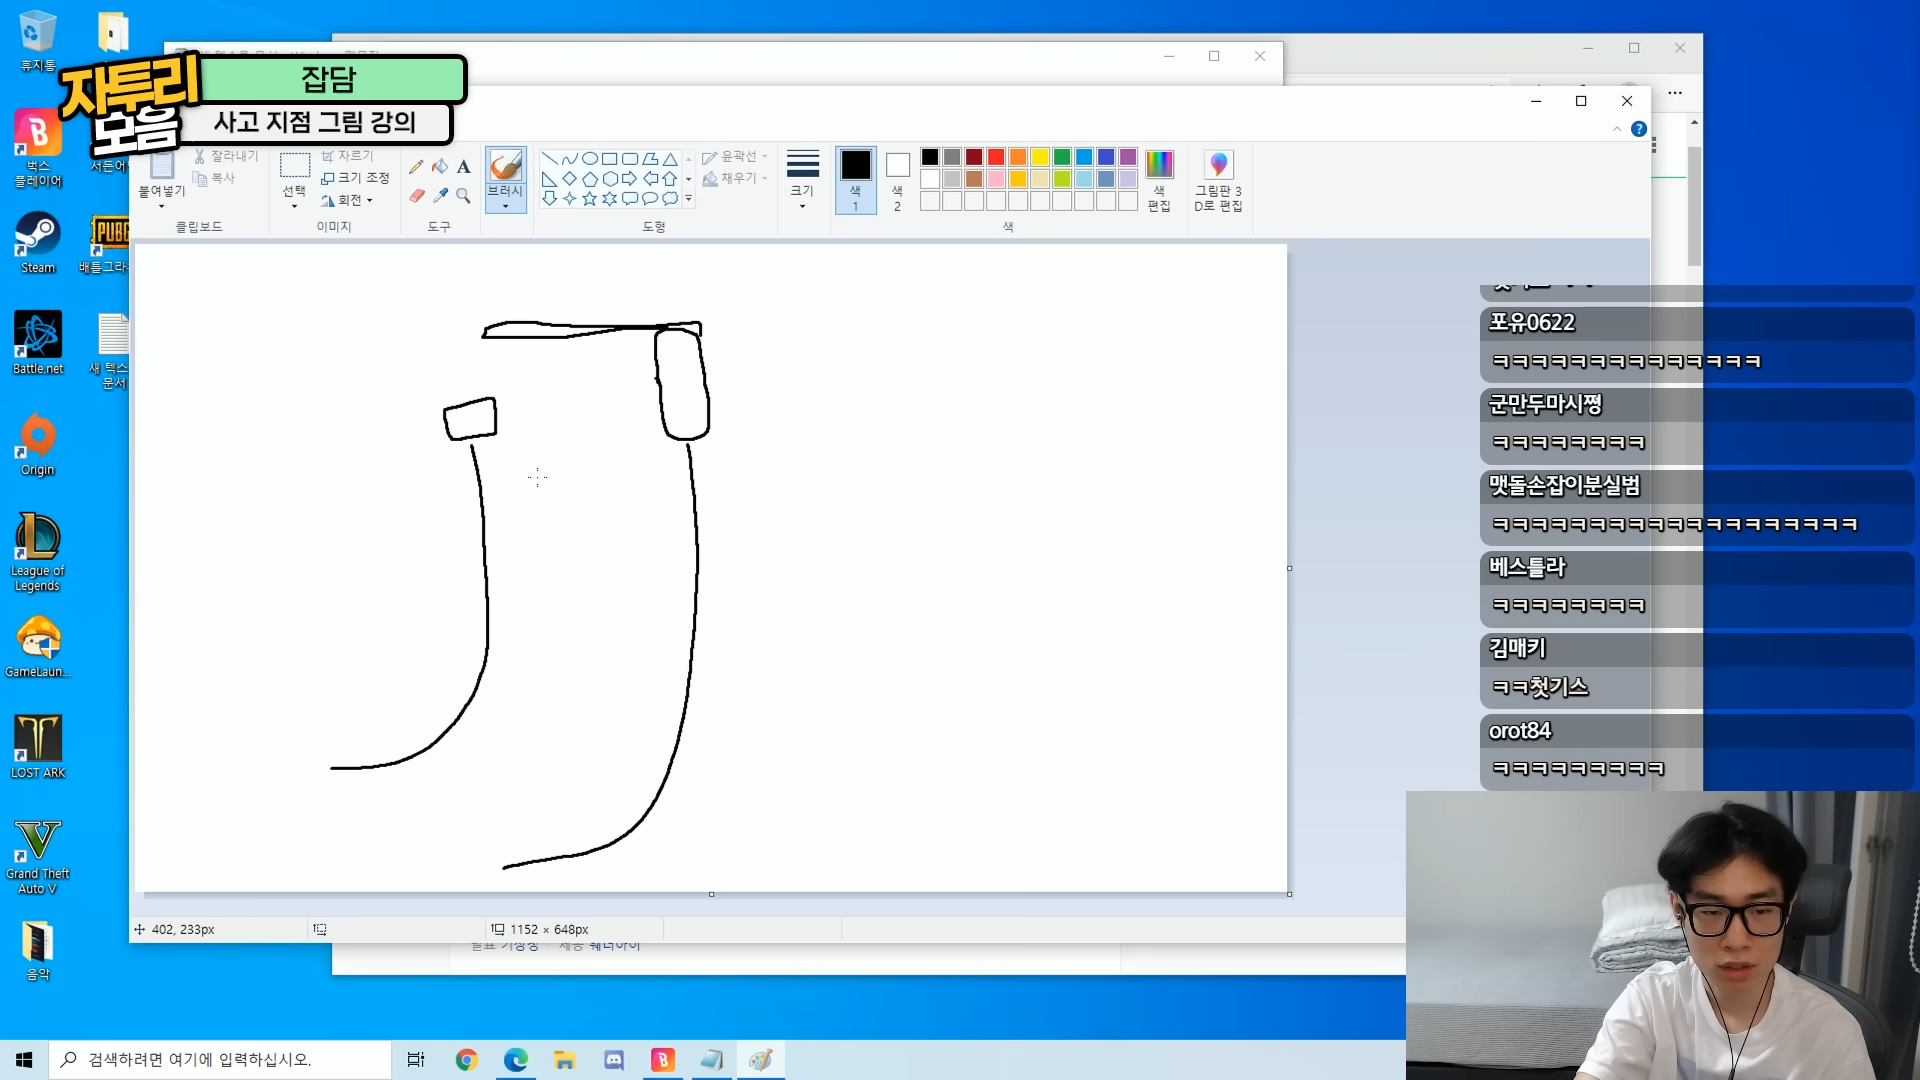 휴지통
자투리
모음
잡담
사고 지점 그림 강의
벅스
플레이어
서든어
Steam
배틀그라
PUBG
Battle.net
새 텍스
문서
Origin
League of
Legends
GameLaun...
LOST ARK
Grand Theft
Auto V
음악
붙여넣기
잘라내기
복사
클립보드
선택
자르기
크기 조정
회전
이미지
A
도구
브러시
윤곽선
채우기
도형
크기
색
1
색
2
색
편집
색
그림판 3
D로 편집
포유0622
ㅋㅋㅋㅋㅋㅋㅋㅋㅋㅋㅋㅋㅋㅋ
군만두마시쪙
ㅋㅋㅋㅋㅋㅋㅋㅋ
맷돌손잡이분실범
ㅋㅋㅋㅋㅋㅋㅋㅋㅋㅋㅋㅋㅋㅋㅋㅋㅋㅋㅋ
베스틀라
ㅋㅋㅋㅋㅋㅋㅋㅋ
김매키
ㅋㅋ첫기스
orot84
ㅋㅋㅋㅋㅋㅋㅋㅋㅋ
402, 233px
1152 × 648px
검색하려면 여기에 입력하십시오.